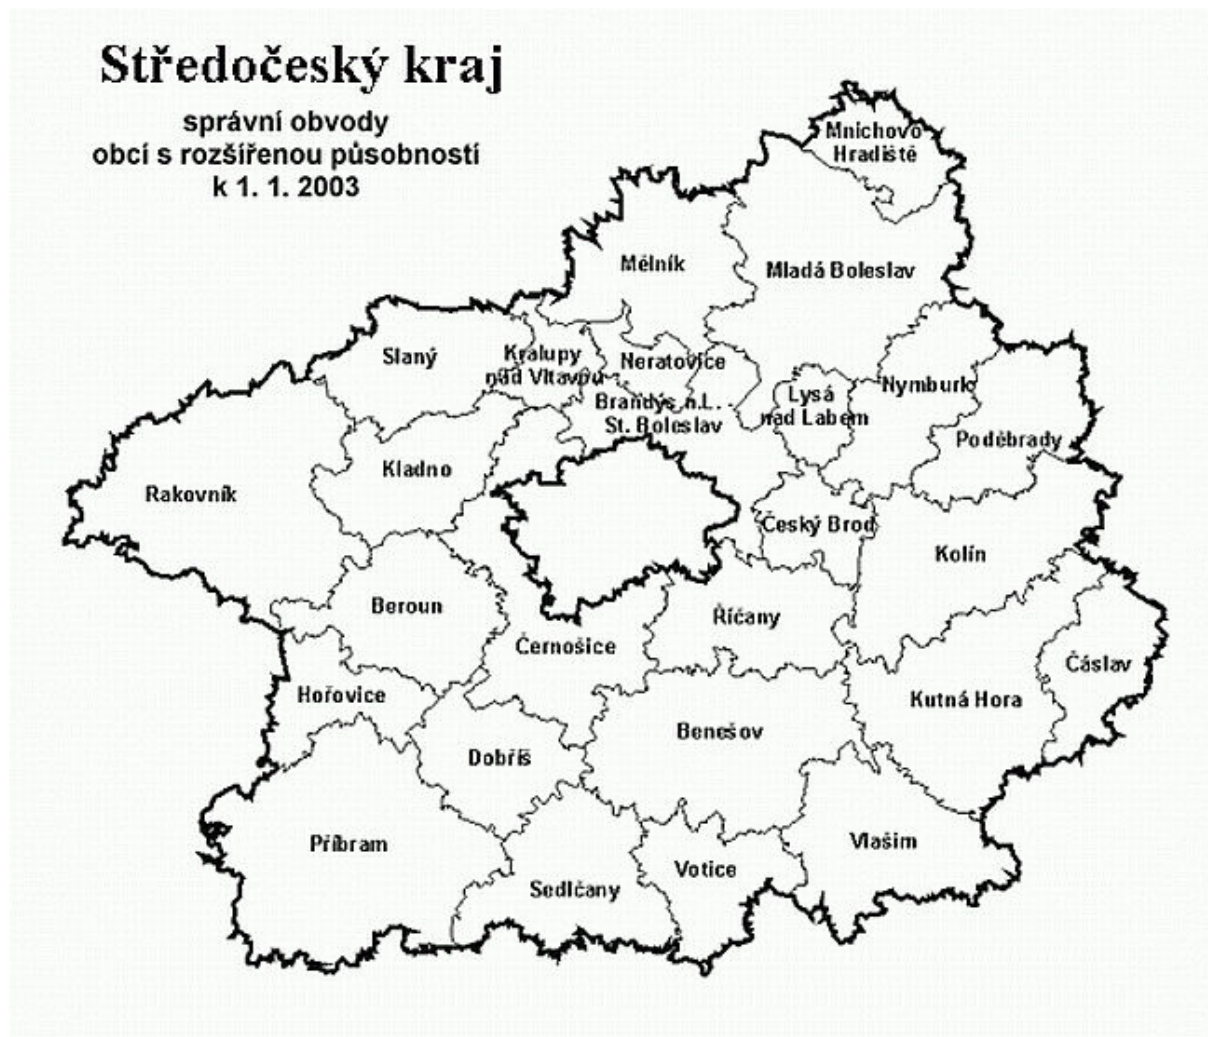 Středočeský kraj
správní obvody
obcí s rozšířenou působností
k 1. 1. 2003
Mnichovo
Hradiště
Mělník
Mladá Boleslav
Slaný
Kralupy
nad Vltavou
Neratovice
Brandýs n.L. -
St. Boleslav
Lysá
nad Labem
Nymburk
Poděbrady
Kladno
Rakovník
Český Brod
Kolín
Beroun
Říčany
Černošice
Čáslav
Hořovice
Kutná Hora
Benešov
Dobříš
Příbram
Vlašim
Votice
Sedlčany